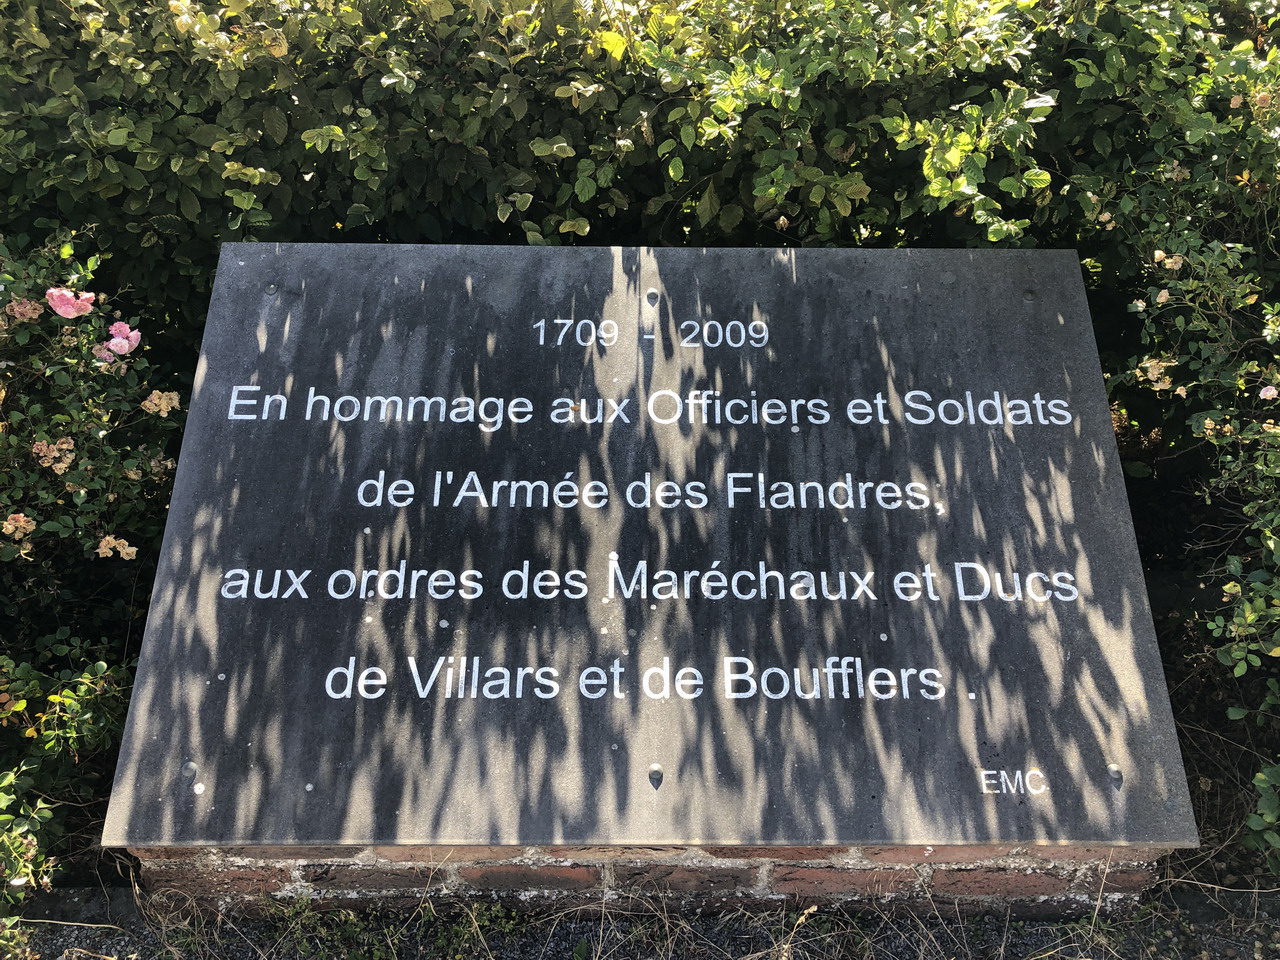 1709 - 2009
En hommage aux Officiers et Soldats
de l'Armée des Flandres,
aux ordres des Maréchaux et Ducs
de Villars et de Boufflers .
EMC